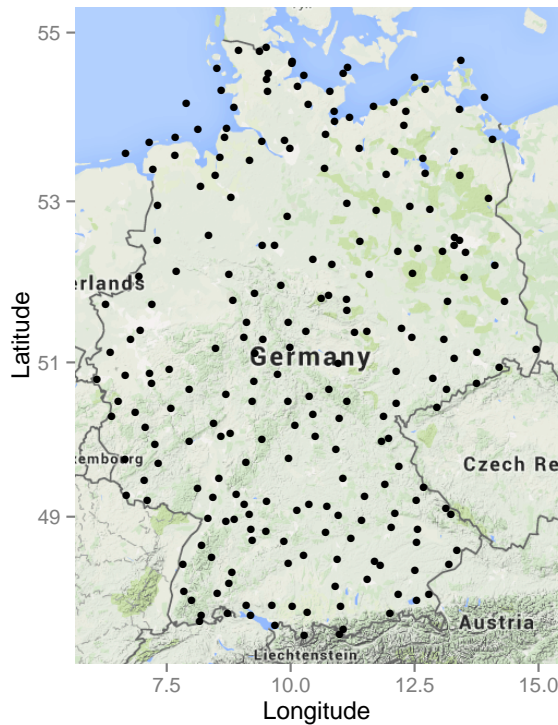 55
53
51
49
Latitude
erlands
Germany
embourg
Czech Re
Austria
Liechtenstein
7.5 10.0 12.5 15.0
Longitude